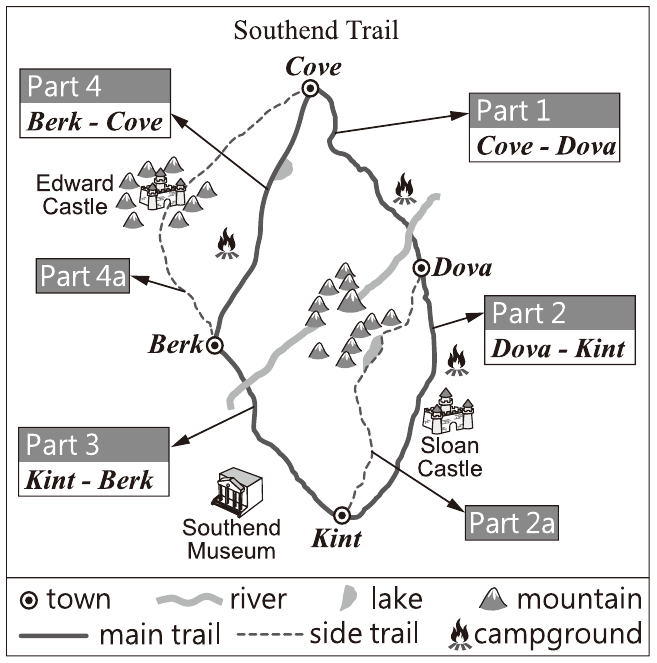 Southend Trail
Cove
Part 4
Berk - Cove
Part 1
Cove - Dova
Edward
Castle
Part 4a
Dova
Berk
Part 2
Dova - Kint
Part 3
Kint - Berk
Sloan
Castle
Southend
Museum
Kint
Part 2a
town
river
lake
mountain
main trail
side trail
campground